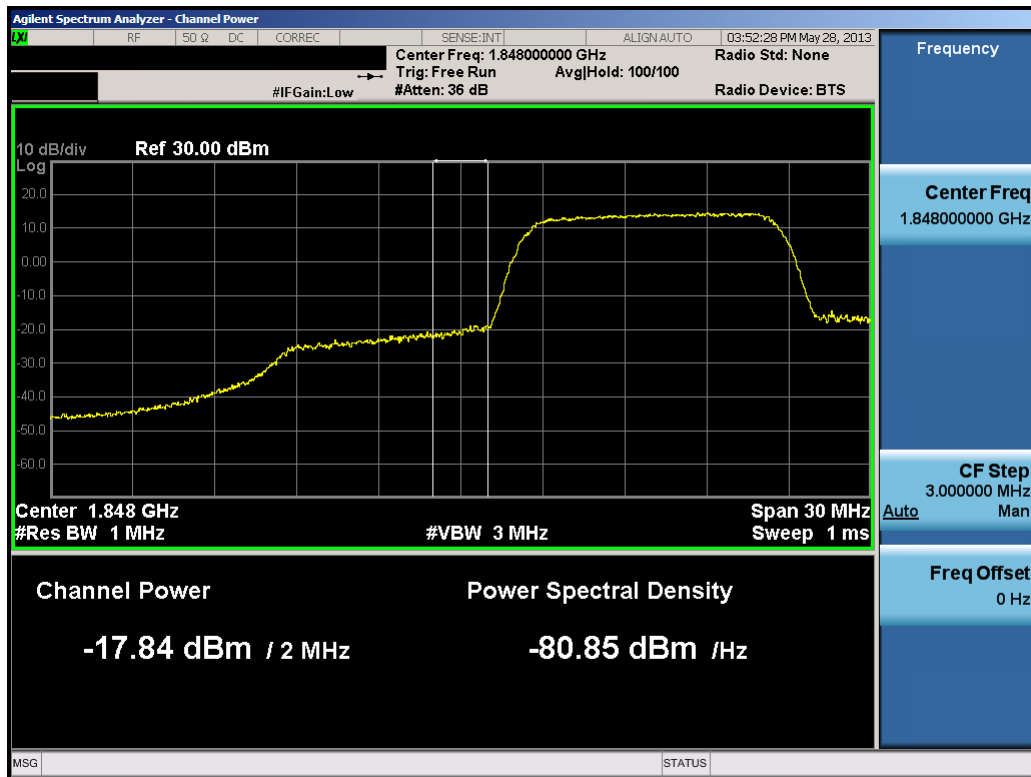 Agilent Spectrum Analyzer - Channel Power
LXI RF 50 Ω DC CORREC SENSE:INT ALIGN AUTO 03:52:28 PM May 28, 2013
Center Freq: 1.848000000 GHz Radio Std: None
Trig: Free Run Avg|Hold: 100/100
#IFGain:Low #Atten: 36 dB Radio Device: BTS
Frequency
10 dB/div Ref 30.00 dBm
Log
20.0
10.0
0.00
-10.0
-20.0
-30.0
-40.0
-50.0
-60.0
Center 1.848 GHz Span 30 MHz
#Res BW 1 MHz #VBW 3 MHz Sweep 1 ms
Center Freq
1.848000000 GHz
CF Step
3.000000 MHz
Auto Man
Freq Offset
0 Hz
Channel Power Power Spectral Density
-17.84 dBm / 2 MHz -80.85 dBm /Hz
MSG STATUS